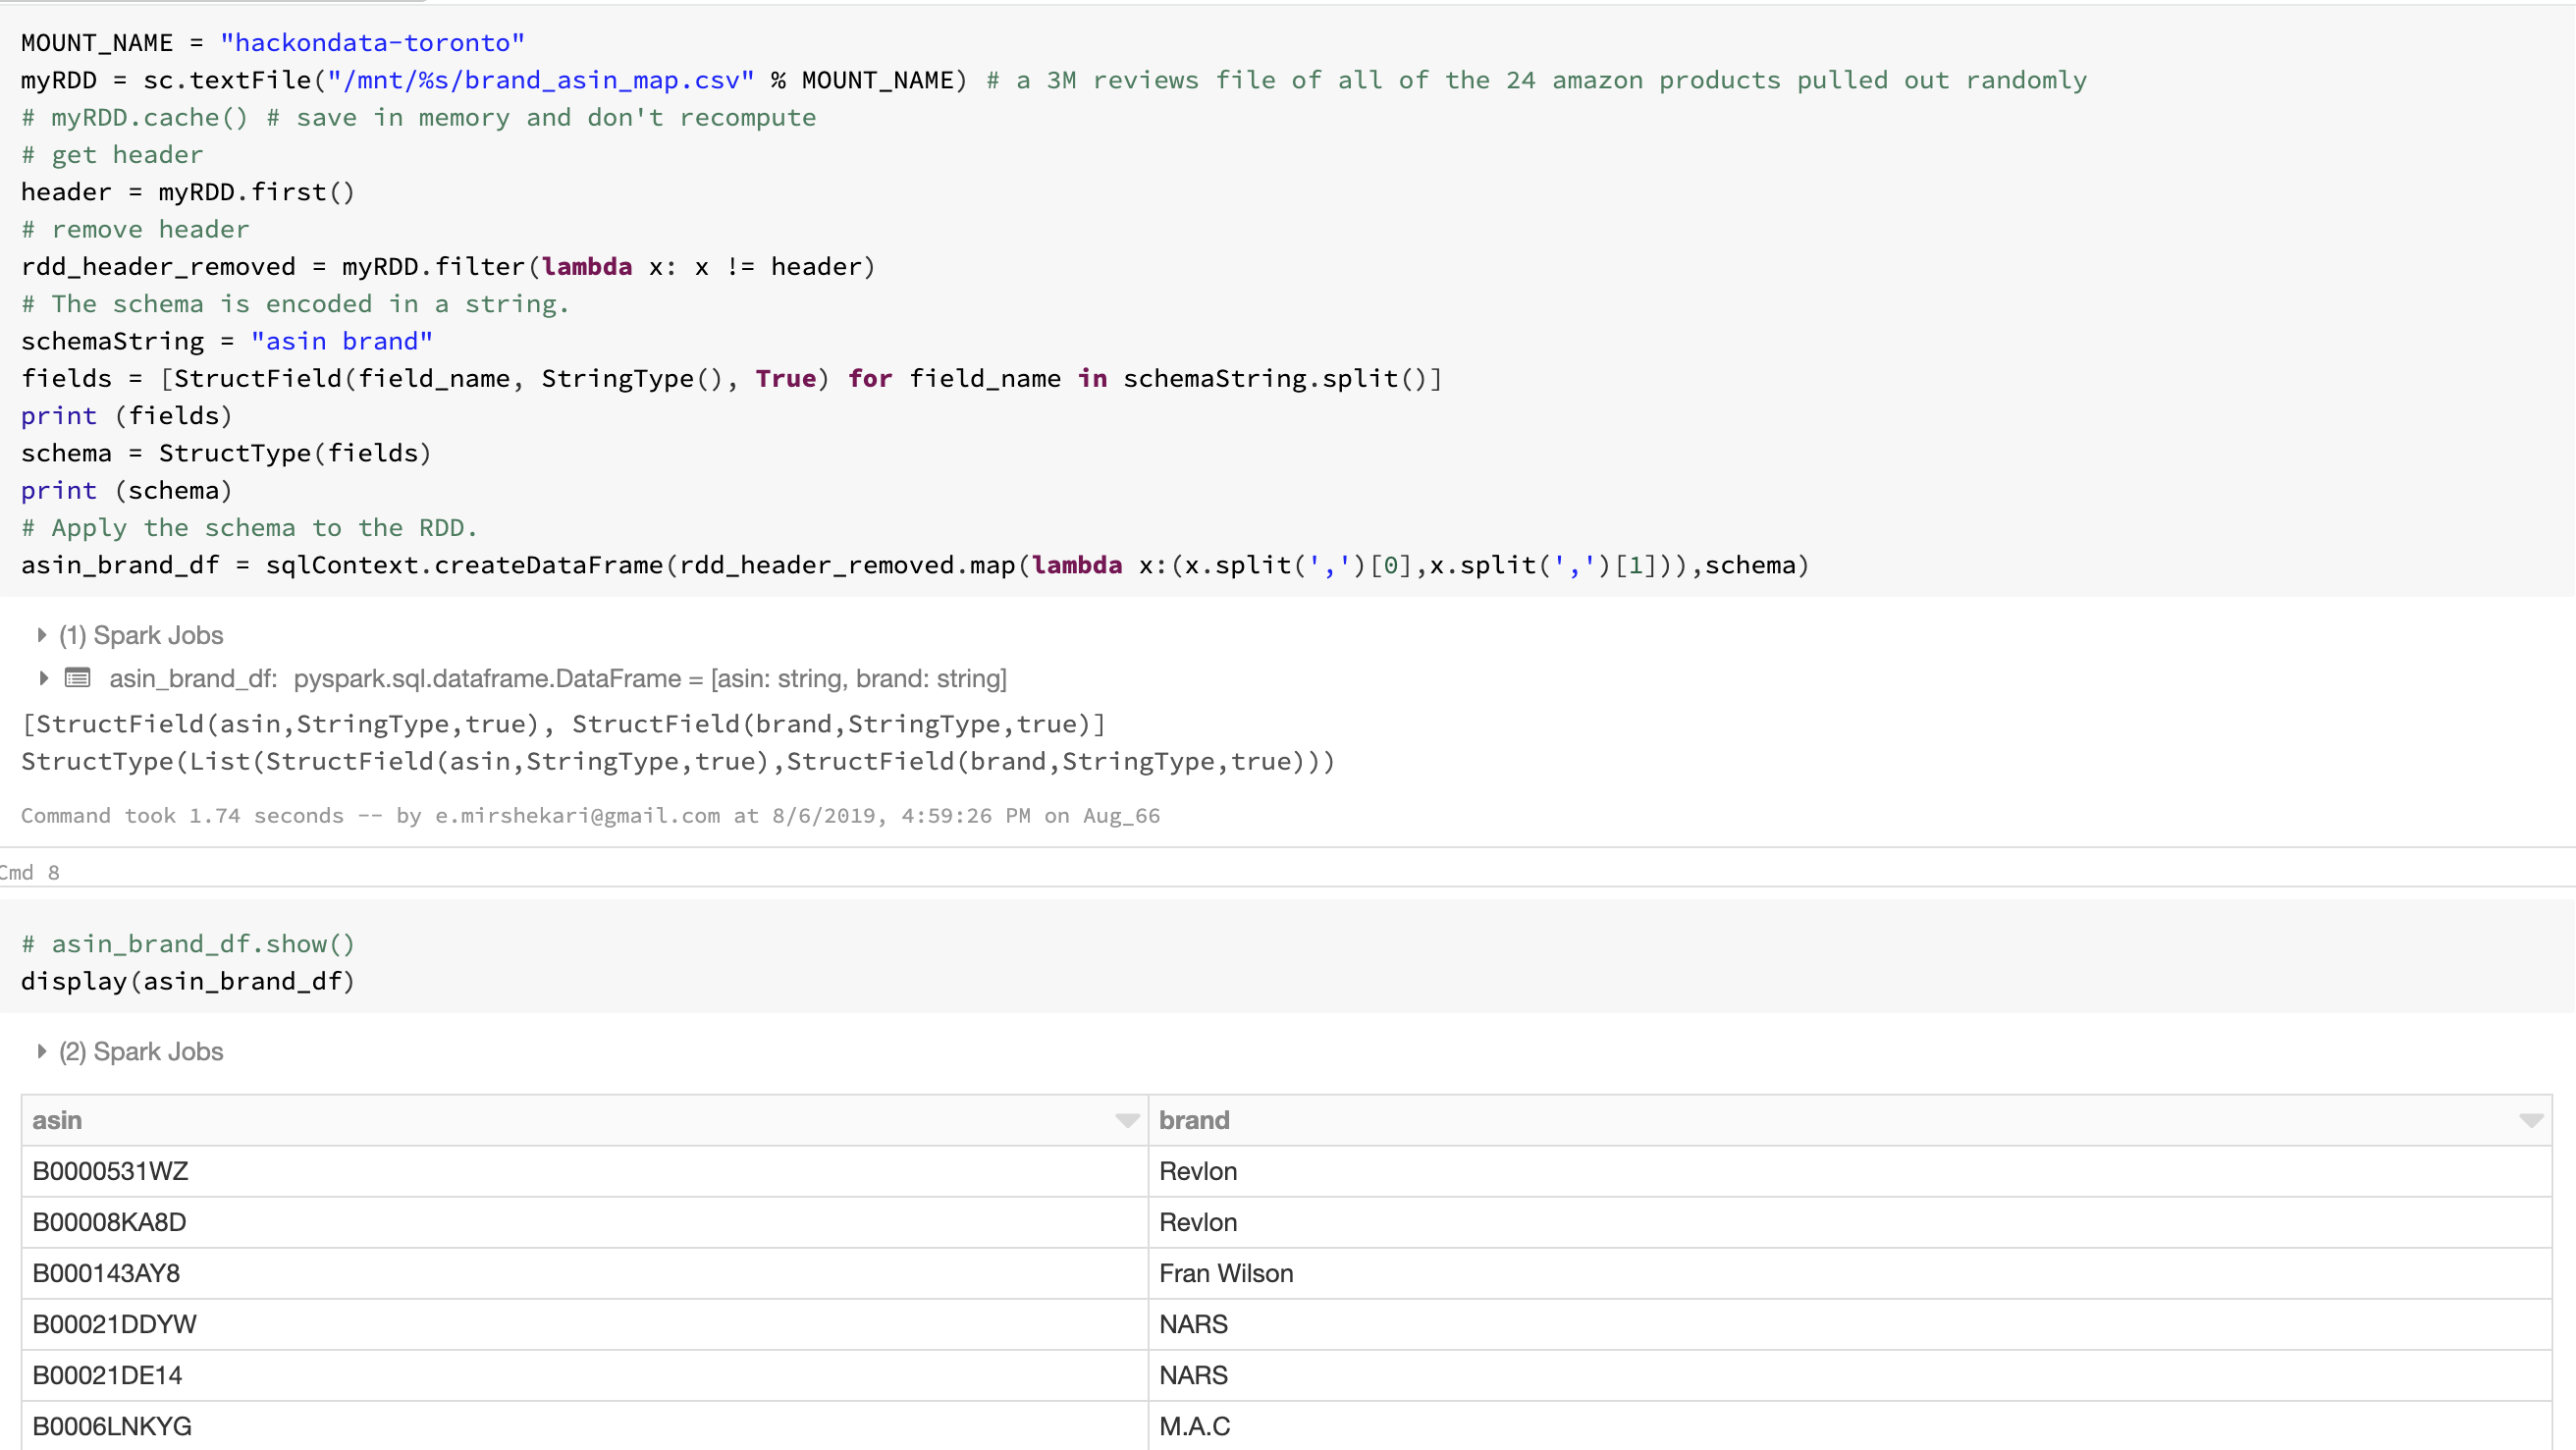 MOUNT_NAME = "hackondata-toronto"
myRDD = sc.textFile("/mnt/%s/brand_asin_map.csv" % MOUNT_NAME) # a 3M reviews file of all of the 24 amazon products pulled out randomly
# myRDD.cache() # save in memory and don't recompute
# get header
header = myRDD.first()
# remove header
rdd_header_removed = myRDD.filter(lambda x: x != header)
# The schema is encoded in a string.
schemaString = "asin brand"
fields = [StructField(field_name, StringType(), True) for field_name in schemaString.split()]
print (fields)
schema = StructType(fields)
print (schema)
# Apply the schema to the RDD.
asin_brand_df = sqlContext.createDataFrame(rdd_header_removed.map(lambda x:(x.split(',')[0],x.split(',')[1])),schema)
(1) Spark Jobs
asin_brand_df: pyspark.sql.dataframe.DataFrame = [asin: string, brand: string]
[StructField(asin,StringType,true), StructField(brand,StringType,true)]
StructType(List(StructField(asin,StringType,true),StructField(brand,StringType,true)))
Command took 1.74 seconds -- by e.mirshekari@gmail.com at 8/6/2019, 4:59:26 PM on Aug_66
Cmd 8
# asin_brand_df.show()
display(asin_brand_df)
(2) Spark Jobs
asin brand
B0000531WZ Revlon
B00008KA8D Revlon
B000143AY8 Fran Wilson
B00021DDYW NARS
B00021DE14 NARS
B0006LNKYG M.A.C